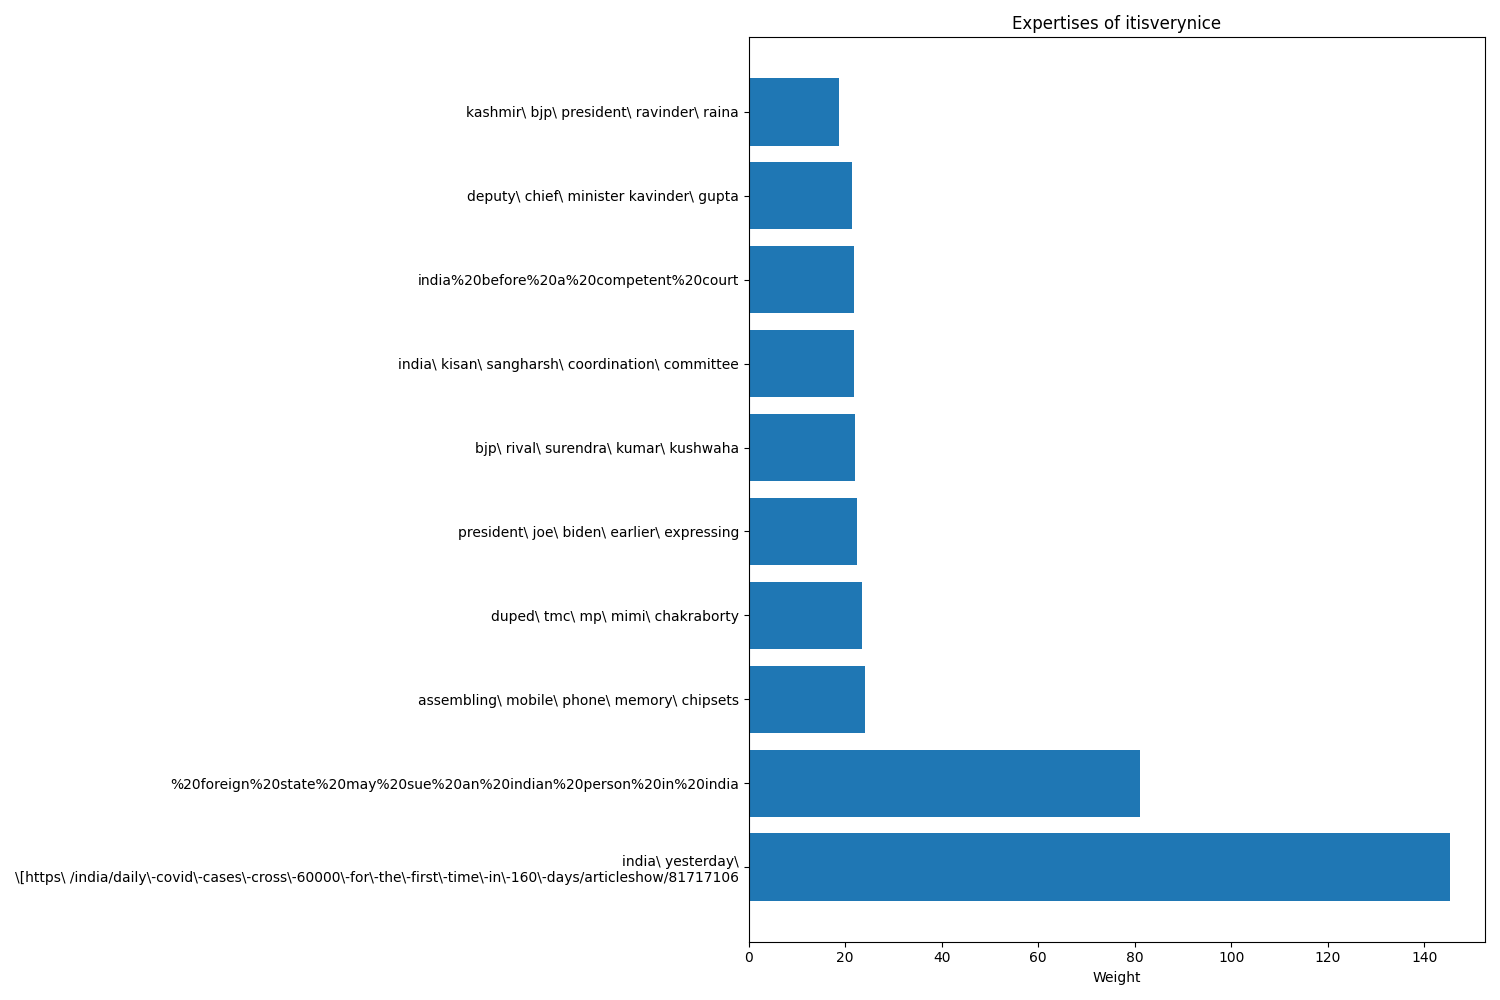 Expertises of itisverynice
kashmir\ bjp\ president\ ravinder\ raina
deputy\ chief\ minister kavinder\ gupta
india%20before%20a%20competent%20court
india\ kisan\ sangharsh\ coordination\ committee
bjp\ rival\ surendra\ kumar\ kushwaha
president\ joe\ biden\ earlier\ expressing
duped\ tmc\ mp\ mimi\ chakraborty
assembling\ mobile\ phone\ memory\ chipsets
%20foreign%20state%20may%20sue%20an%20indian%20person%20in%20india
india\ yesterday\
\[https\ /india/daily\-covid\-cases\-cross\-60000\-for\-the\-first\-time\-in\-160\-days/articleshow/81717106
0 20 40 60 80 100 120 140
Weight